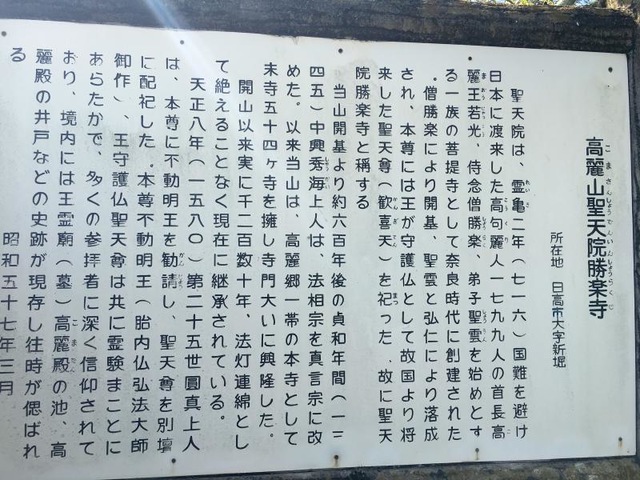 高麗山聖天院勝楽寺
こまさんしょうでんいんしょうらくじ
所在地 日高市大字新堀
聖天院は、霊亀二年（七一六）国難を避け
日本に渡来した高句麗人一七九九人の首長高
麗王若光、侍念僧勝楽、弟子聖雲を始めとす
る一族の菩提寺として奈良時代に創建された
．僧勝楽により開基、聖雲と弘仁により落成
され、本尊には王が守護仏として故国より将
来した聖天尊（歓喜天）を祀った．故に聖天
院勝楽寺と称する
当山開基より約六百年後の貞和年間（一三
四五）中興秀海上人は、法相宗を真言宗に改
めた。以来当山は、高麗郷一帯の本寺として
末寺五十四ヶ寺を擁し寺門大いに興隆した。
開山以来実に千二百数十年、法灯連綿とし
て絶えることなく現在に継承されている。
天正八年（一五八〇）第二十五世圓真上人
は、本尊に不動明王を勧請し、聖天尊を別壇
に配祀した．本尊不動明王（胎内仏弘法大師
御作）、王守護仏聖天尊は共に霊験まことに
あらたかで、多くの参拝者に深く信仰されて
おり、境内には王霊廟（墓）高麗殿の池、高
麗殿の井戸などの史跡が現存し往時が偲ばれ
る
昭和五十七年三月